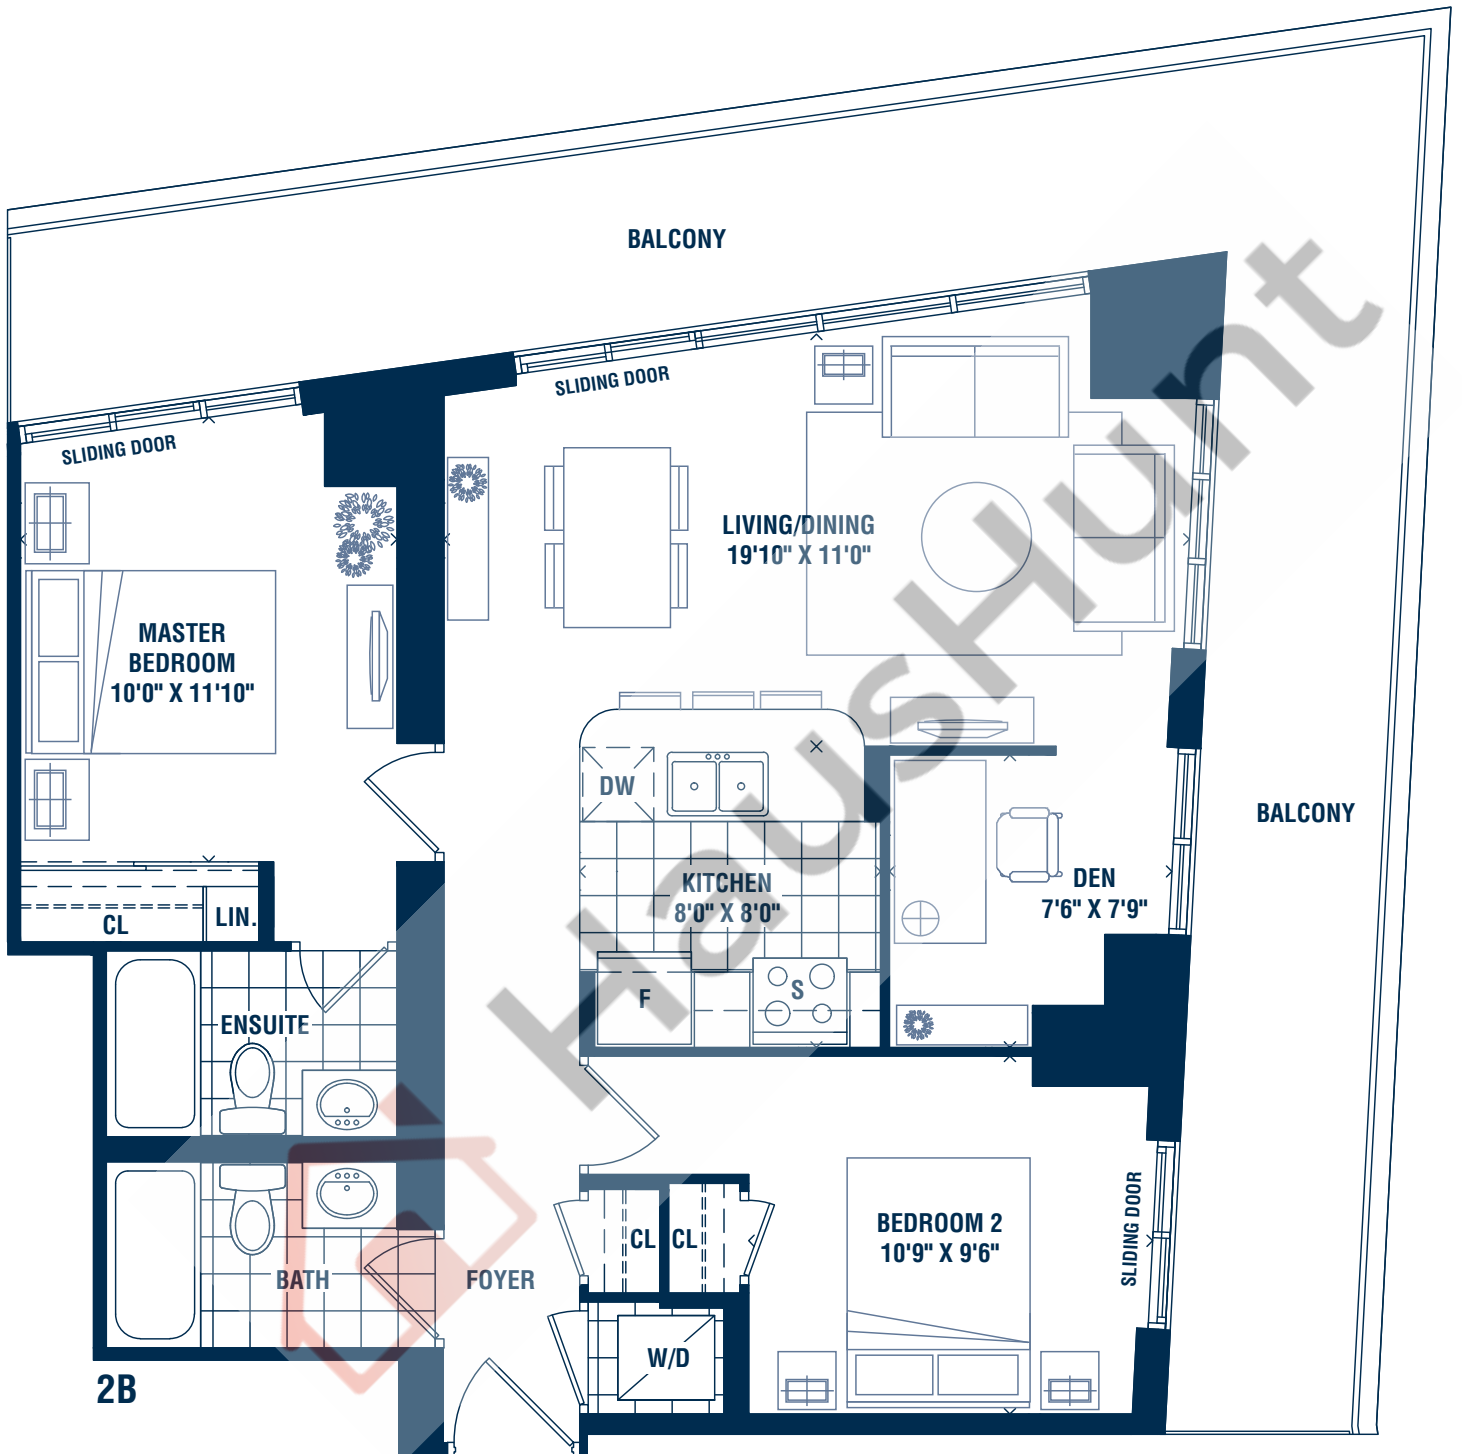 BALCONY
SLIDING DOOR
SLIDING DOOR
LIVING/DINING
19'10" X 11'0"
MASTER
BEDROOM
10'0" X 11'10"
DW
BALCONY
KITCHEN
8'0" X 8'0"
DEN
7'6" X 7'9"
CL
LIN.
F
S
ENSUITE
BEDROOM 2
10'9" X 9'6"
SLIDING DOOR
CL
CL
BATH
FOYER
W/D
2B
HausHunt